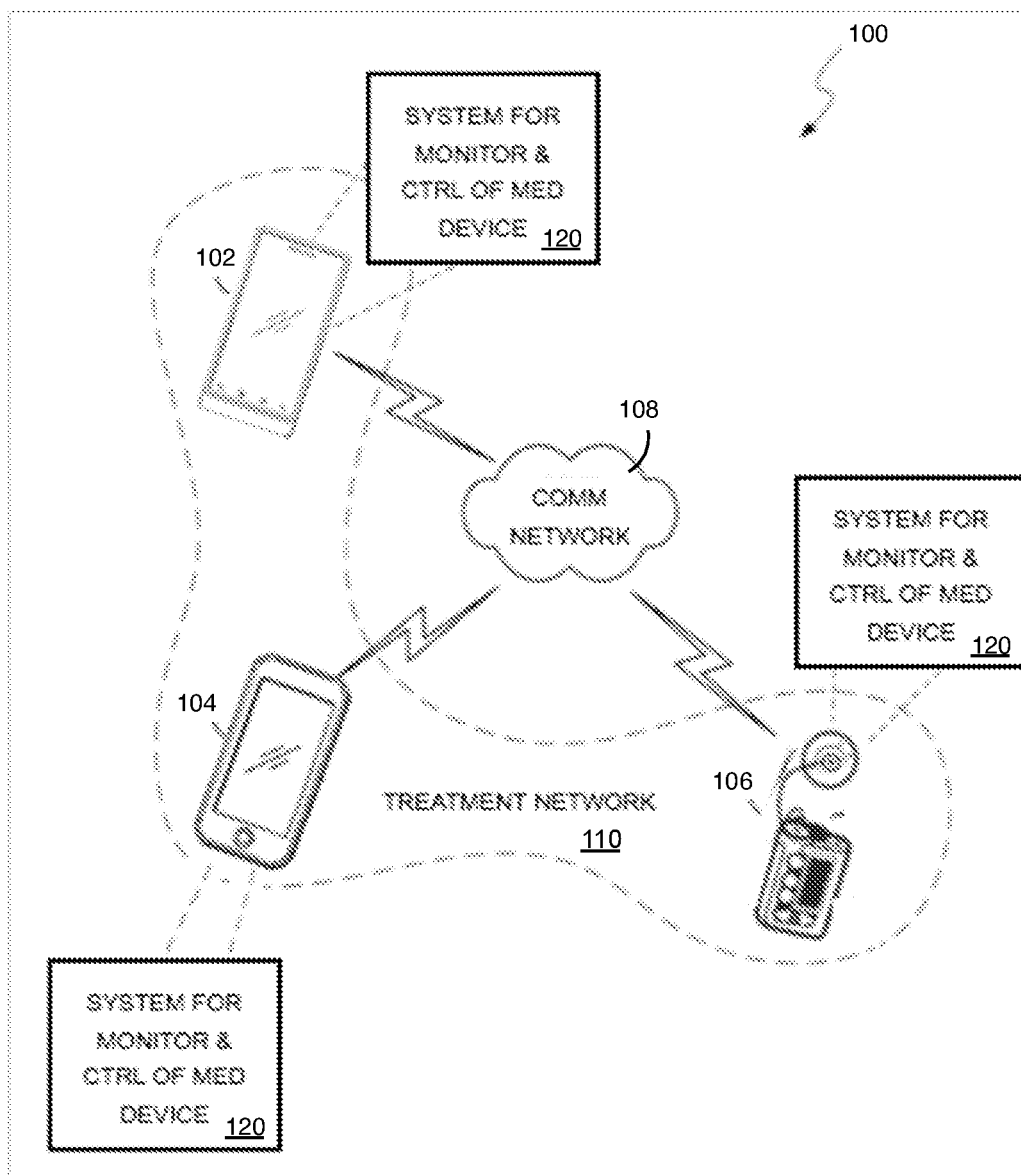 100
SYSTEM FOR
MONITOR &
CTRL OF MED
DEVICE 120
102
108
COMM
NETWORK
SYSTEM FOR
MONITOR &
CTRL OF MED
DEVICE 120
104
106
TREATMENT NETWORK
110
SYSTEM FOR
MONITOR &
CTRL OF MED
DEVICE 120